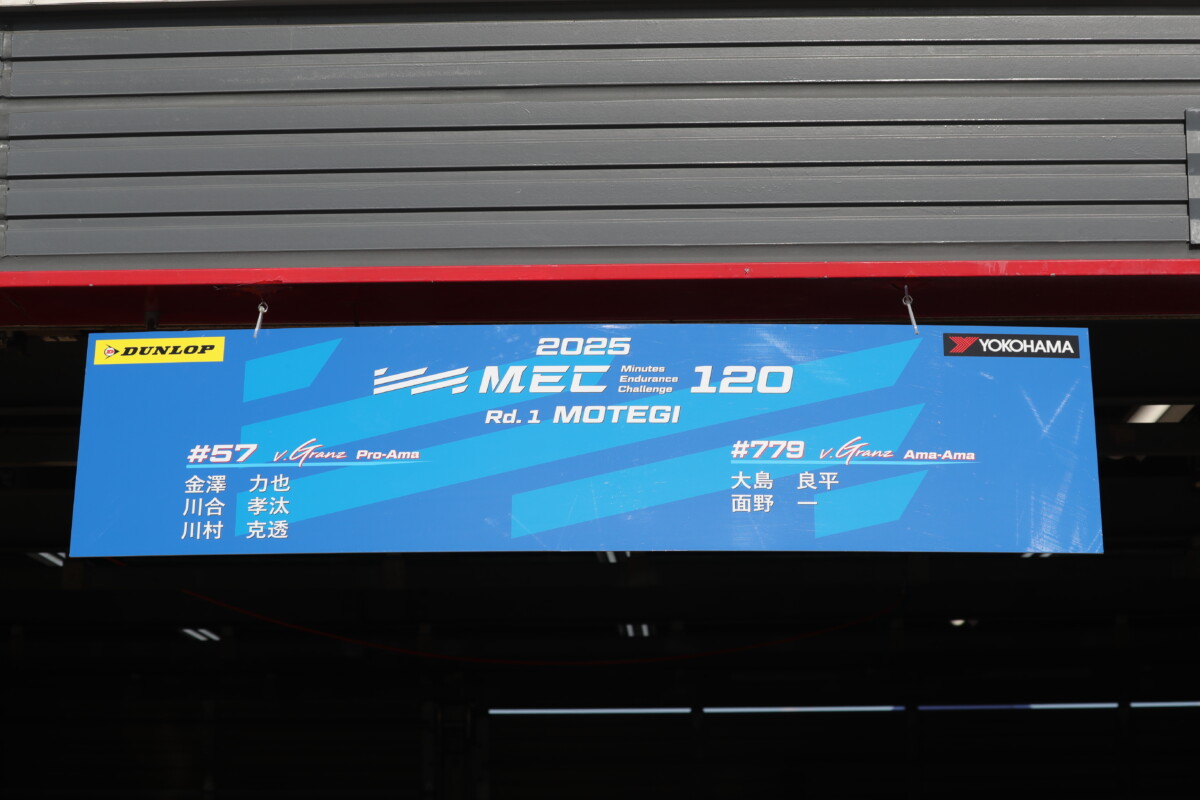 DUNLOP
YOKOHAMA
2025
MEC Minutes Endurance Challenge 120
Rd. 1 MOTEGI
#57 v.Granz Pro-Ama
金澤 力也
川合 孝汰
川村 克透
#779 v.Granz Ama-Ama
大島 良平
面野 一